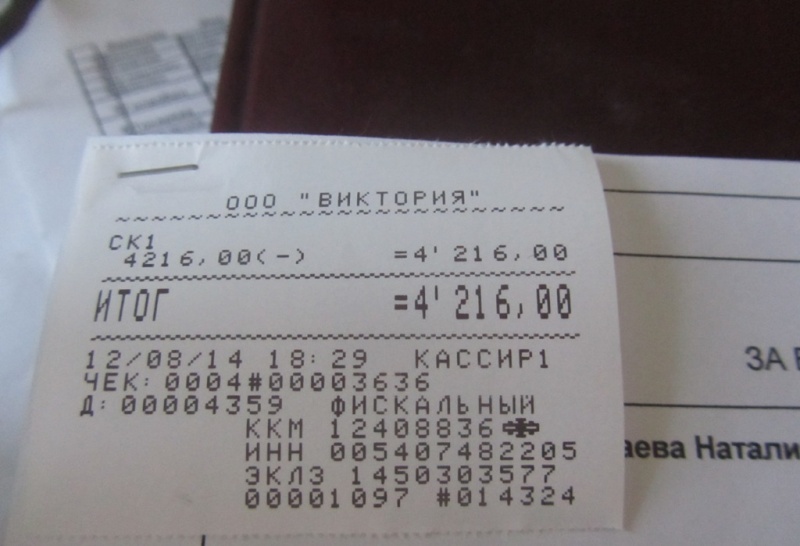 ООО "ВИКТОРИЯ"
СК1
4216,00(-) =4'216,00
ИТОГ =4'216,00
12/08/14 18:29 КАССИР1
ЧЕК: 0004#00003636
Д: 00004359 ФИСКАЛЬНЫЙ
ККМ 12408836
ИНН 005407482205
ЭКЛЗ 1450303577
00001097 #014324
ЗА
Натали